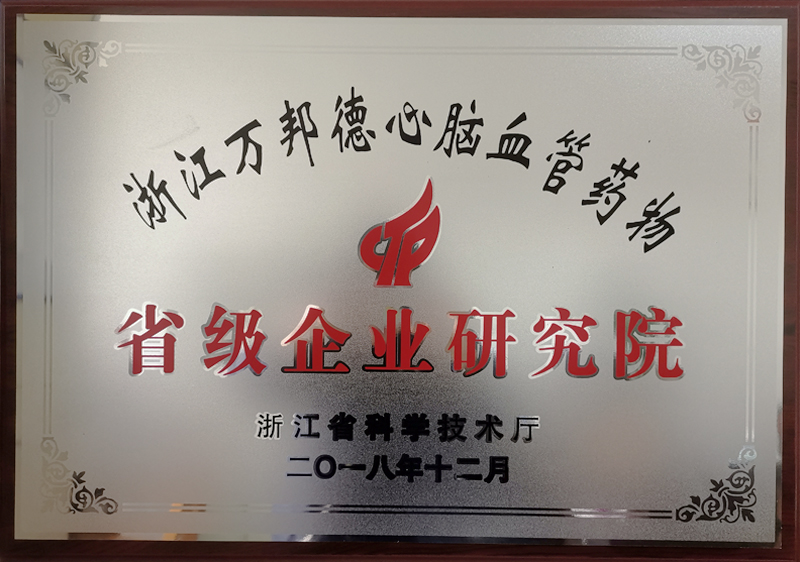 浙江万邦德心脑血管药物
省级企业研究院
浙江省科学技术厅
二〇一八年十二月